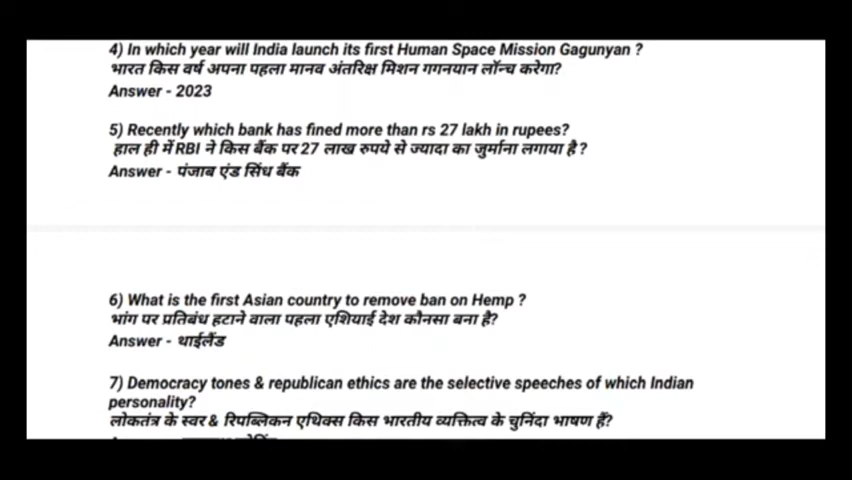 4) In which year will India launch its first Human Space Mission Gagunyan ?
भारत किस वर्ष अपना पहला मानव अंतरिक्ष मिशन गगनयान लॉन्च करेगा?
Answer - 2023
5) Recently which bank has fined more than rs 27 lakh in rupees?
हाल ही में RBI ने किस बैंक पर 27 लाख रुपये से ज्यादा का जुर्माना लगाया है ?
Answer - पंजाब एंड सिंध बैंक
6) What is the first Asian country to remove ban on Hemp ?
भांग पर प्रतिबंध हटाने वाला पहला एशियाई देश कौनसा बना है?
Answer - थाईलैंड
7) Democracy tones & republican ethics are the selective speeches of which Indian
personality?
लोकतंत्र के स्वर & रिपब्लिकन एथिक्स किस भारतीय व्यक्तित्व के चुनिंदा भाषण हैं?